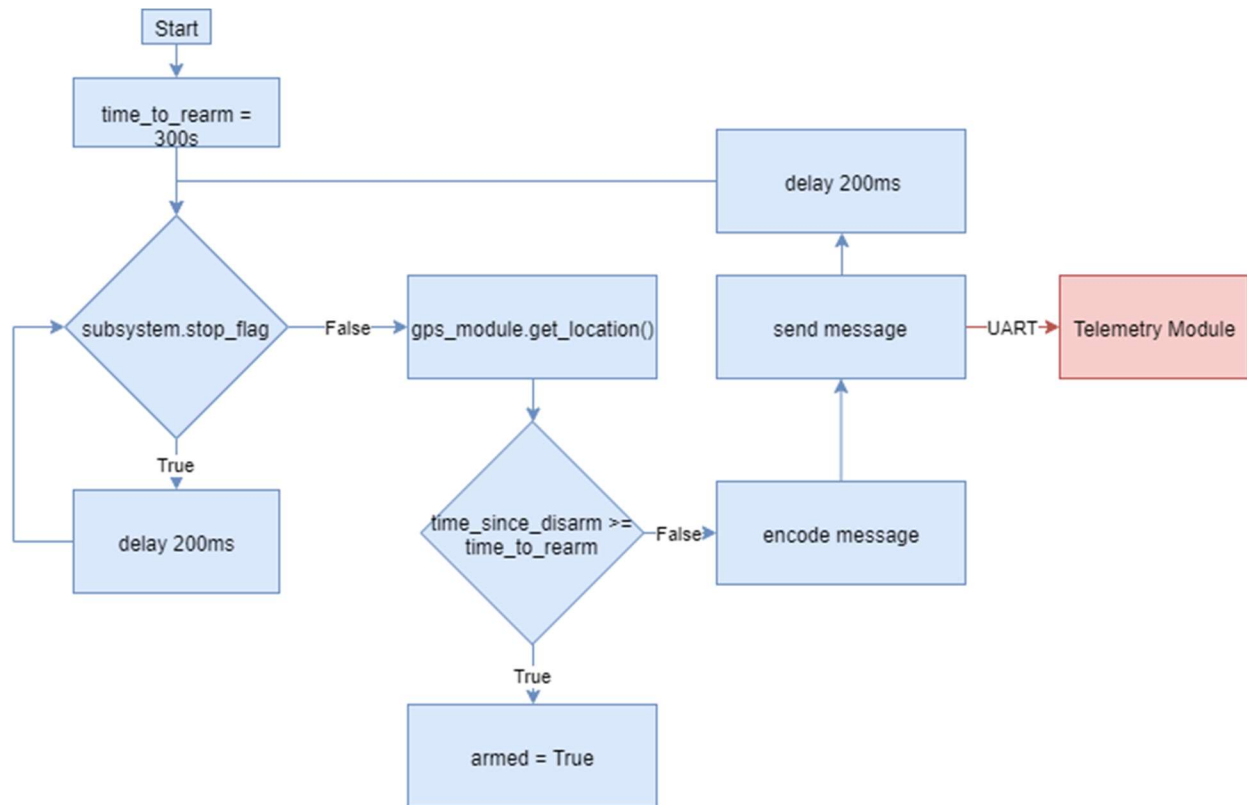 Start
time_to_rearm =
300s
delay 200ms
subsystem.stop_flag
False
gps_module.get_location()
send message
UART
Telemetry Module
True
delay 200ms
time_since_disarm >=
time_to_rearm
False
encode message
True
armed = True